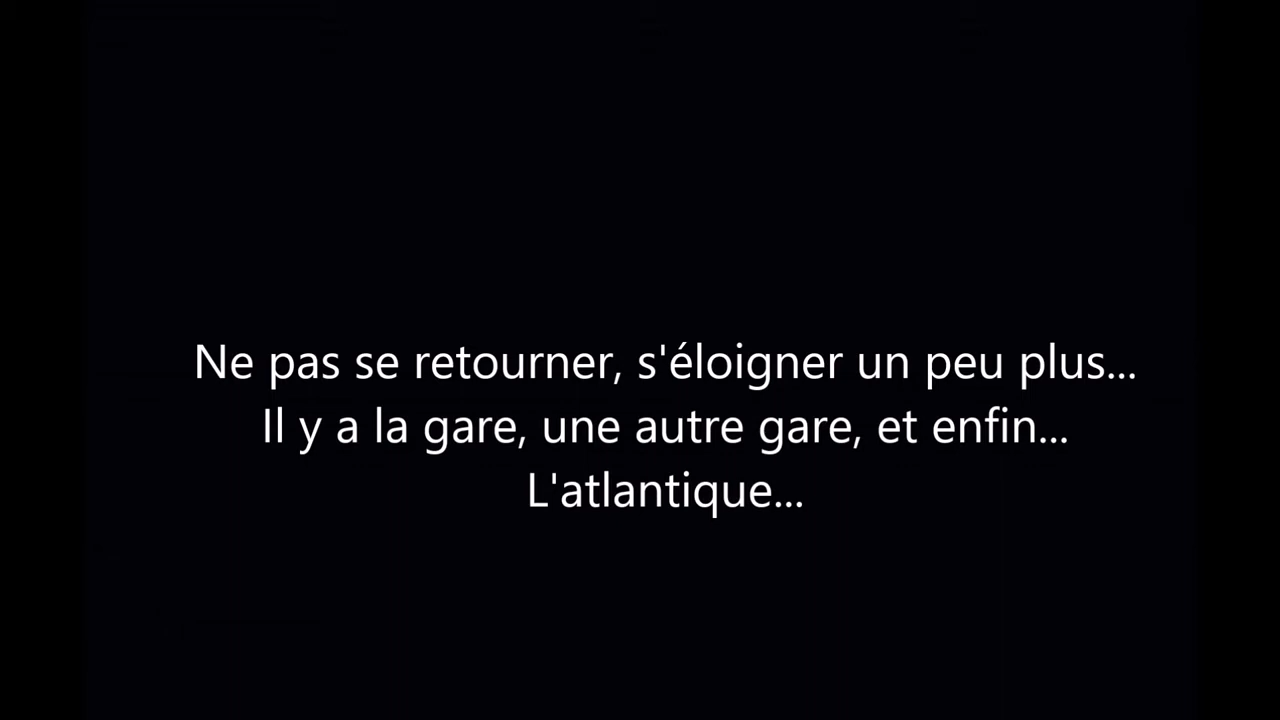 Ne pas se retourner, s'éloigner un peu plus...
Il y a la gare, une autre gare, et enfin...
L'atlantique...